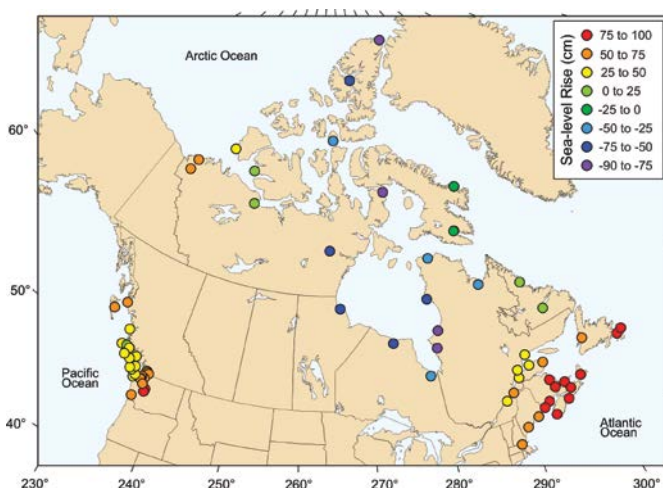 Arctic Ocean
Sea-level Rise (cm)
75 to 100
50 to 75
25 to 50
0 to 25
-25 to 0
-50 to -25
-75 to -50
-90 to -75
60°
50°
Pacific
Ocean
40°
Atlantic
Ocean
230°
240°
250°
260°
270°
280°
290°
300°